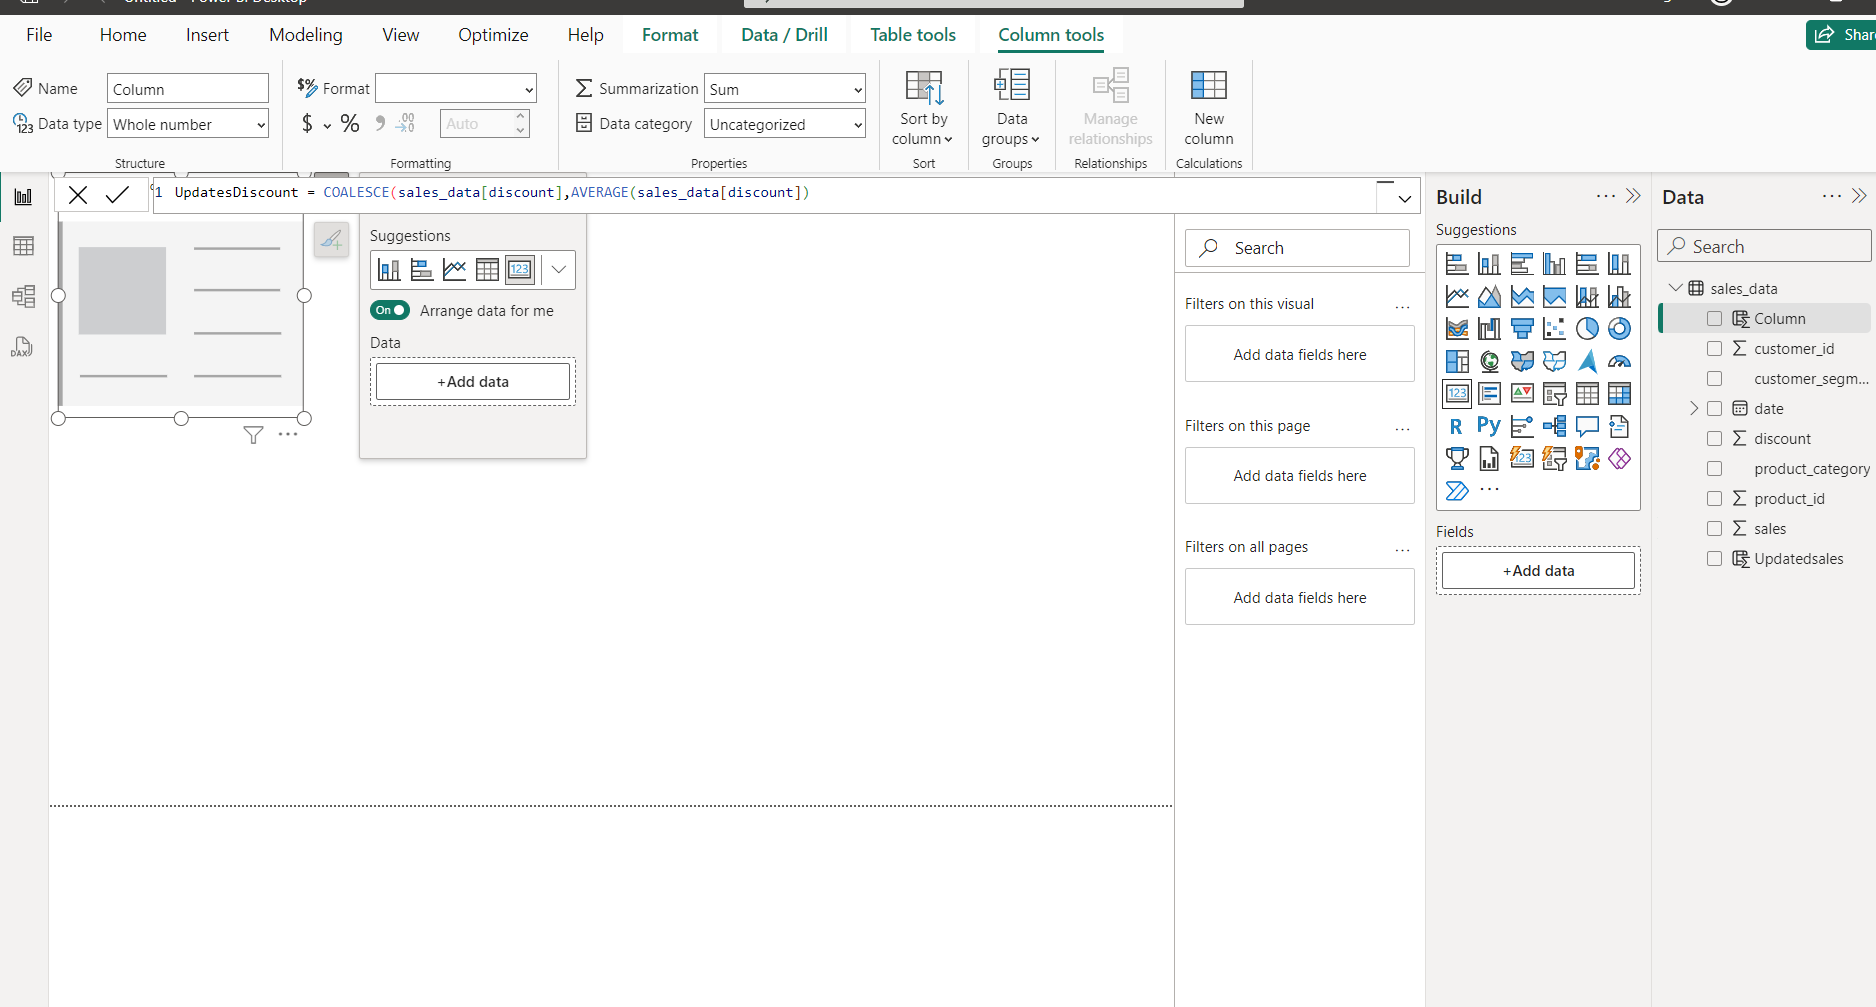 File Home Insert Modeling View Optimize Help Format Data / Drill Table tools Column tools Share
Name Column Format Summarization Sum Sort by column Data groups Manage relationships New column
Data type Whole number $ % Auto Data category Uncategorized
Structure Formatting Properties Sort Groups Relationships Calculations
1 UpdatesDiscount = COALESCE(sales_data[discount],AVERAGE(sales_data[discount])
Suggestions
123
On Arrange data for me
Data
+Add data
Search
Filters on this visual ...
Add data fields here
Filters on this page ...
Add data fields here
Filters on all pages ...
Add data fields here
Build ...
Suggestions
123
R Py
123
...
Fields
+Add data
Data ...
Search
sales_data
Column
customer_id
customer_segm...
date
discount
product_category
product_id
sales
Updatedsales
DAX